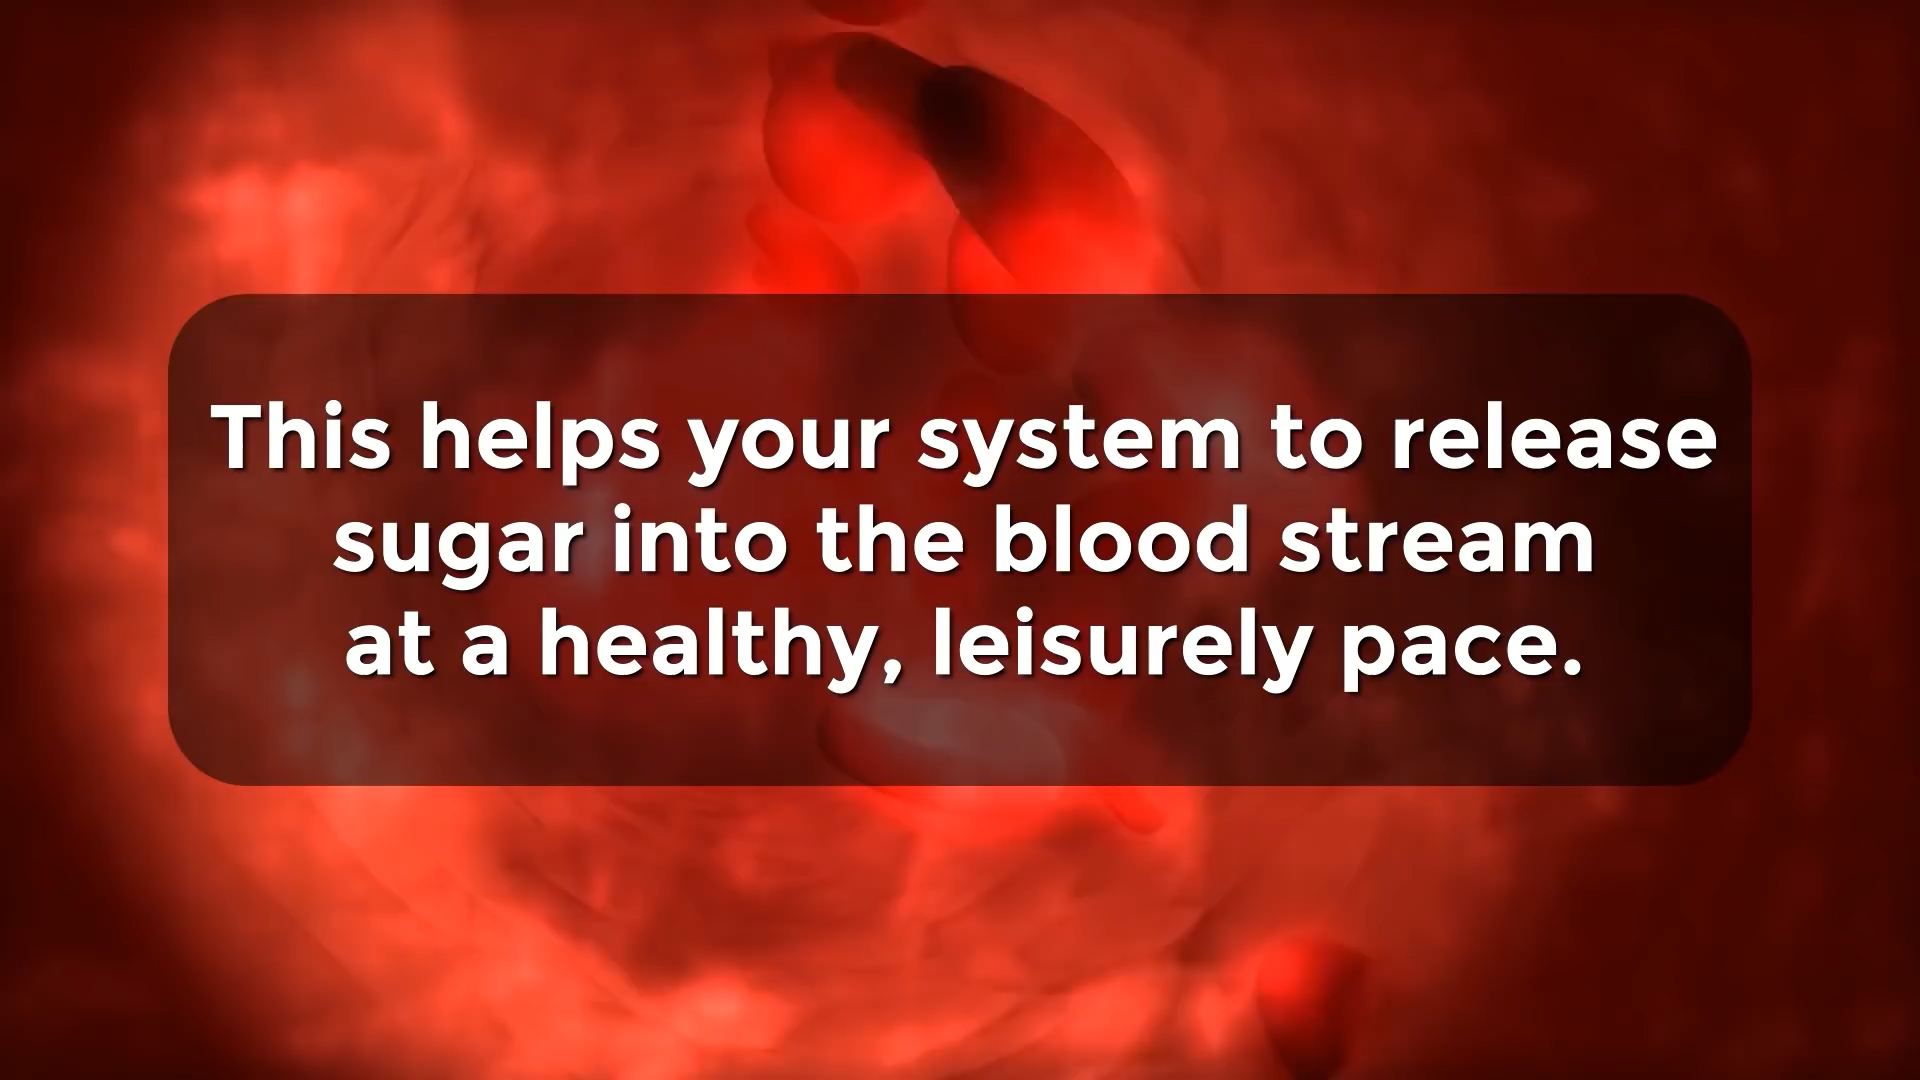 This helps your system to release
sugar into the blood stream
at a healthy, leisurely pace.